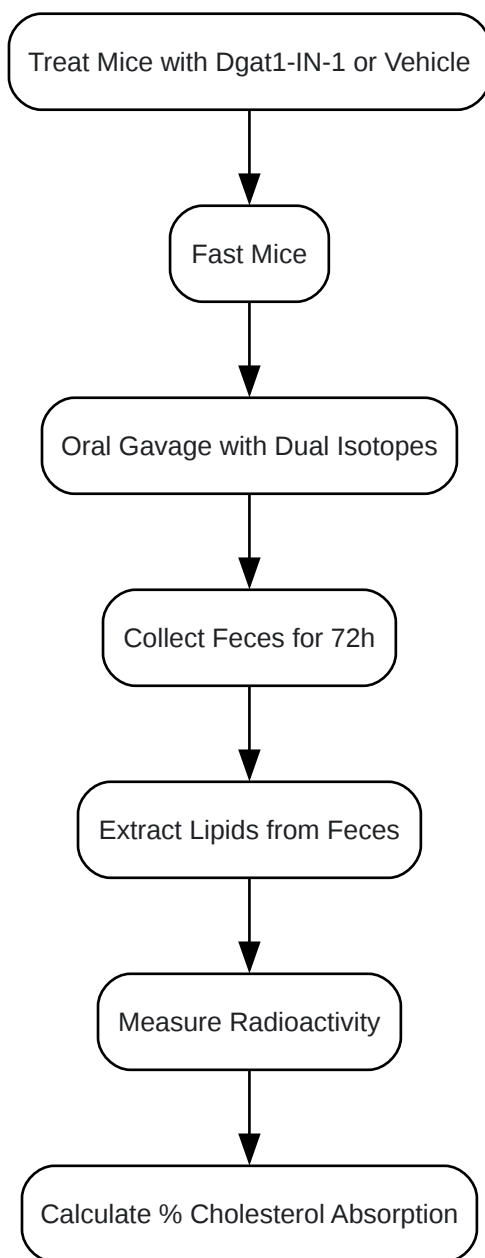 Treat Mice with Dgat1-IN-1 or Vehicle
Fast Mice
Oral Gavage with Dual Isotopes
Collect Feces for 72h
Extract Lipids from Feces
Measure Radioactivity
Calculate % Cholesterol Absorption